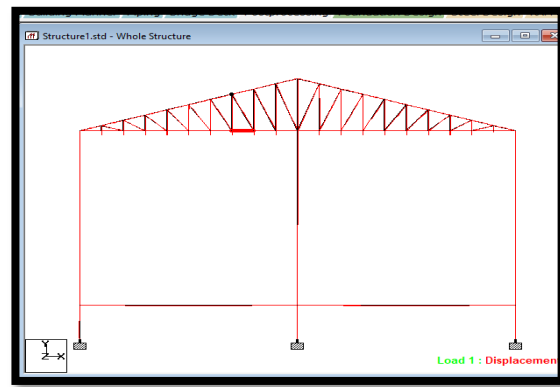 Structure1.std - Whole Structure
Y
Z X
Load 1 : Displacemen